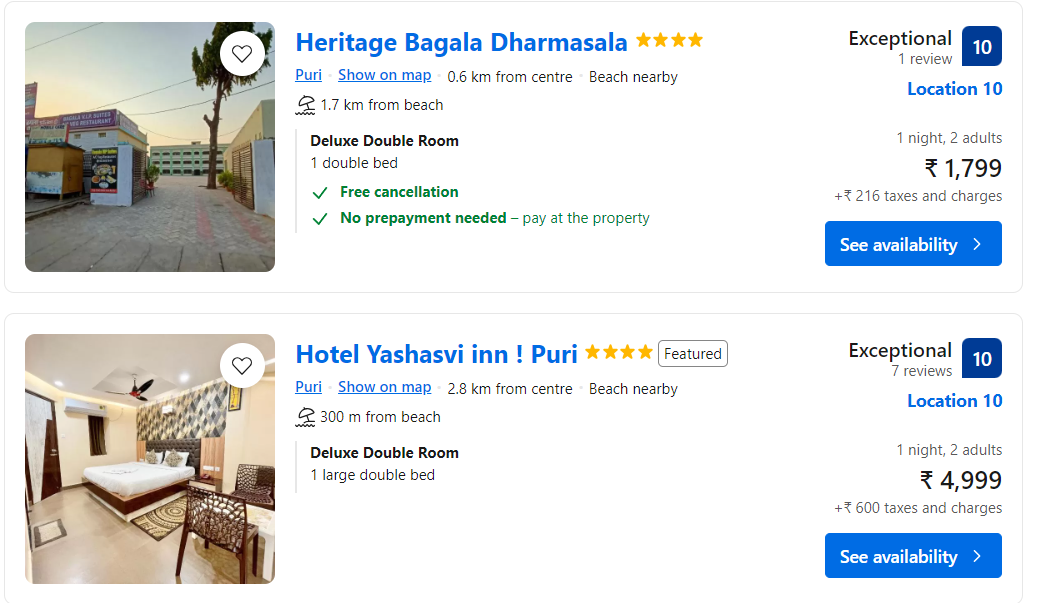 Heritage Bagala Dharmasala
Puri Show on map 0.6 km from centre Beach nearby
1.7 km from beach
Deluxe Double Room
1 double bed
Free cancellation
No prepayment needed – pay at the property
Exceptional 10
1 review
Location 10
1 night, 2 adults
₹ 1,799
+₹ 216 taxes and charges
See availability
BAGALA V.I.P. SUITES
VEG RESTAURANT
Hotel Yashasvi inn ! Puri Featured
Puri Show on map 2.8 km from centre Beach nearby
300 m from beach
Deluxe Double Room
1 large double bed
Exceptional 10
7 reviews
Location 10
1 night, 2 adults
₹ 4,999
+₹ 600 taxes and charges
See availability